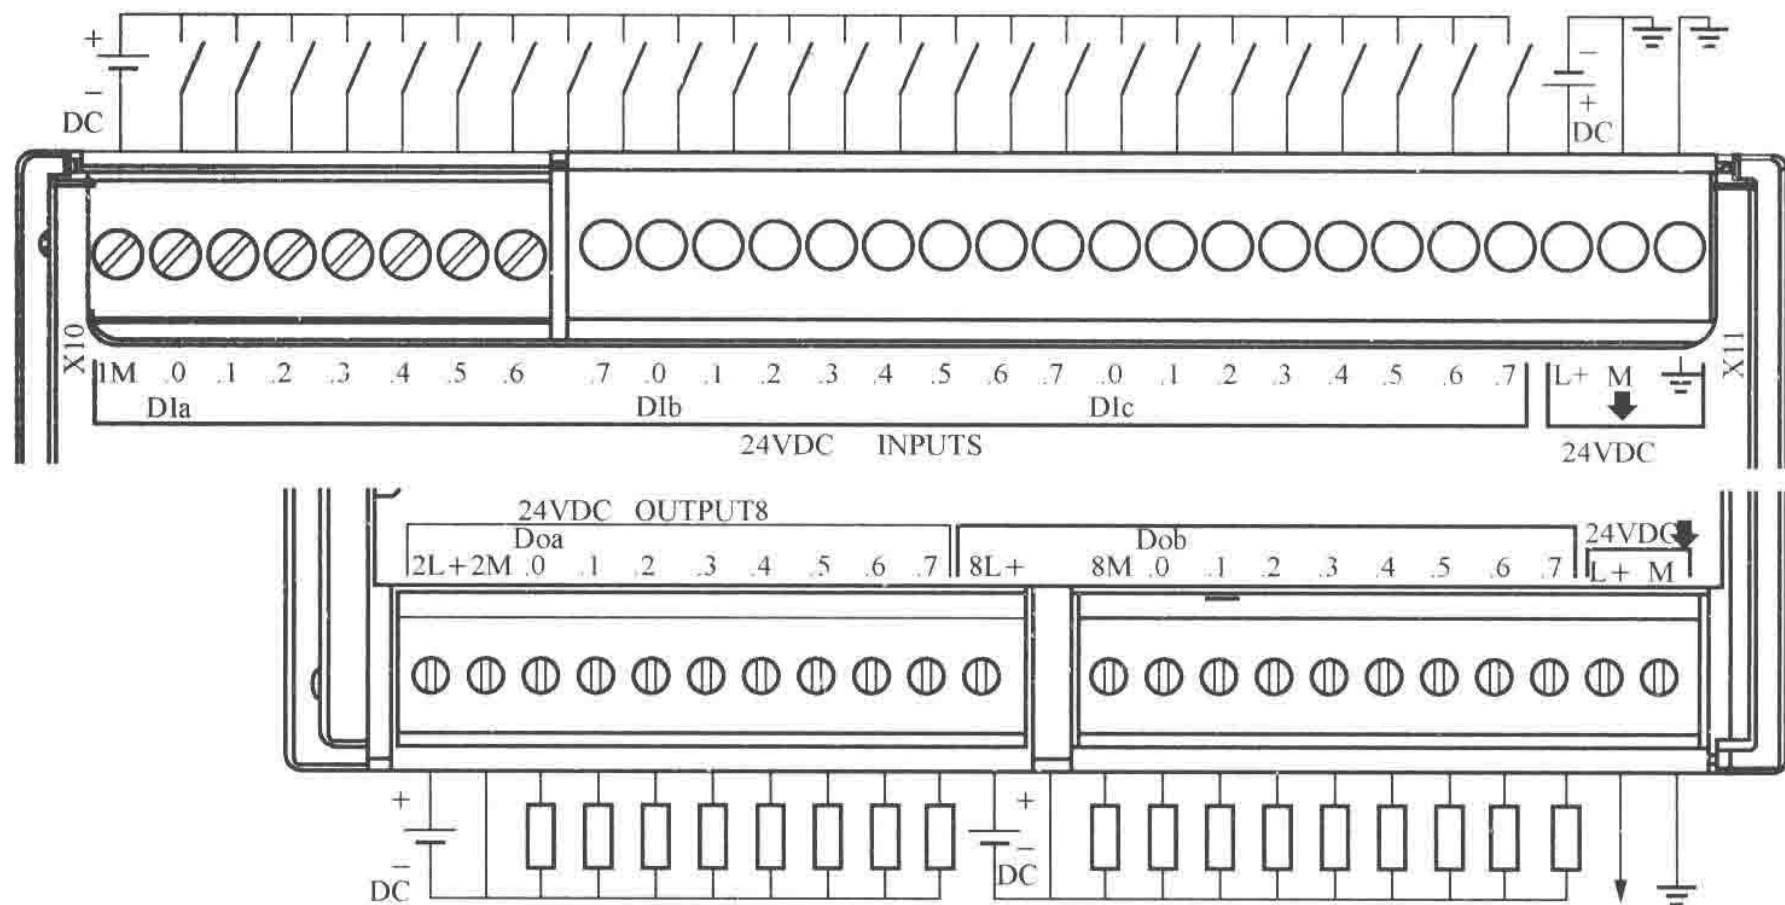 + − +
− DC + DC
X10 X11
1M .0 .1 .2 .3 .4 .5 .6 .7 .0 .1 .2 .3 .4 .5 .6 .7 .0 .1 .2 .3 .4 .5 .6 .7 L+ M
DIa DIb DIc
24VDC INPUTS 24VDC
24VDC OUTPUT8
Doa Dob 24VDC
2L+ 2M .0 .1 .2 .3 .4 .5 .6 .7 8L+ 8M .0 .1 .2 .3 .4 .5 .6 .7 L+ M
+ +
− −
DC DC